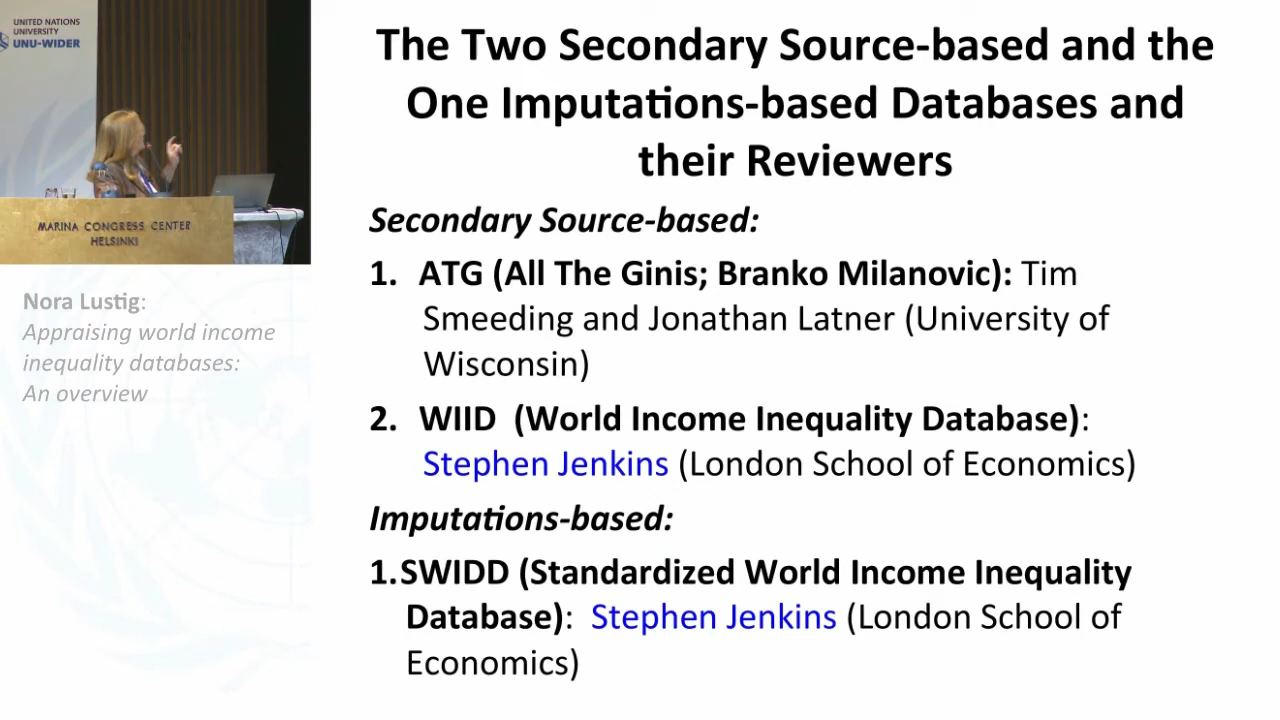 UNITED NATIONS
UNIVERSITY
UNU-WIDER
MARINA CONGRESS CENTER
HELSINKI
Nora Lustig:
Appraising world income
inequality databases:
An overview
The Two Secondary Source-based and the
One Imputations-based Databases and
their Reviewers
Secondary Source-based:
1. ATG (All The Ginis; Branko Milanovic): Tim
Smeeding and Jonathan Latner (University of
Wisconsin)
2. WIID (World Income Inequality Database):
Stephen Jenkins (London School of Economics)
Imputations-based:
1.SWIDD (Standardized World Income Inequality
Database): Stephen Jenkins (London School of
Economics)